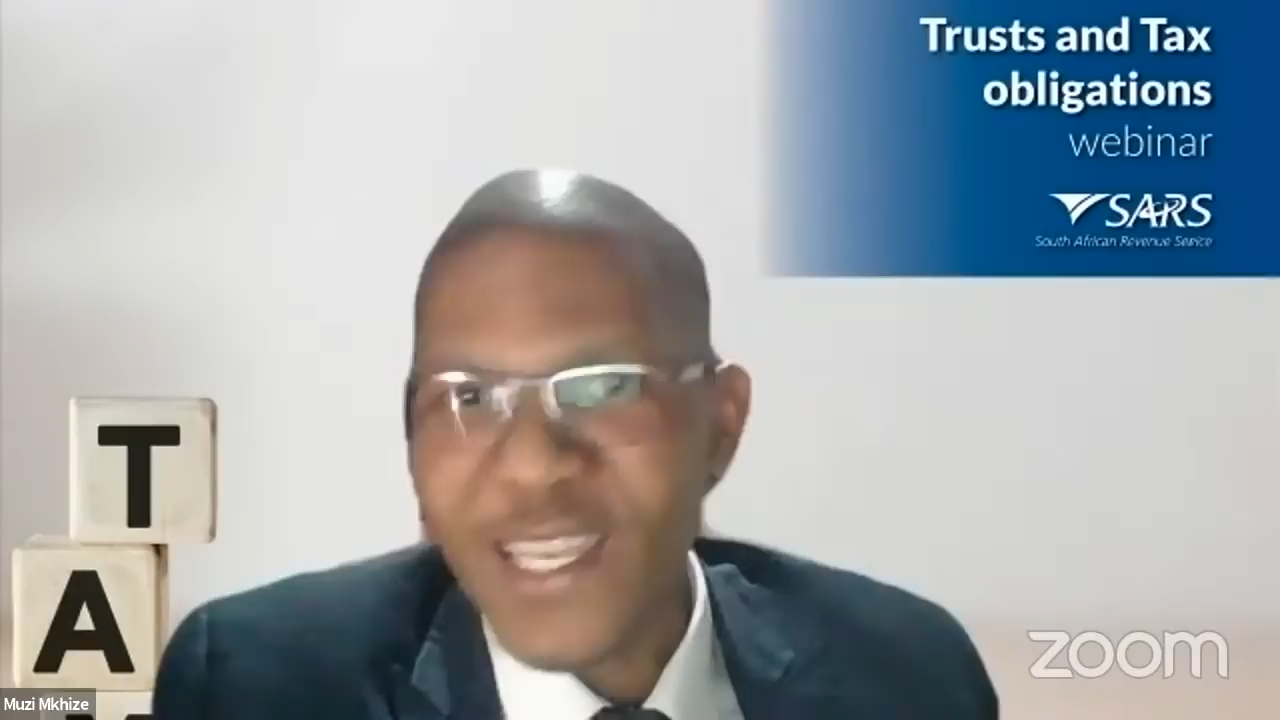 Trusts and Tax
obligations
webinar
SARS
South African Revenue Service
T
A
zoom
Muzi Mkhize